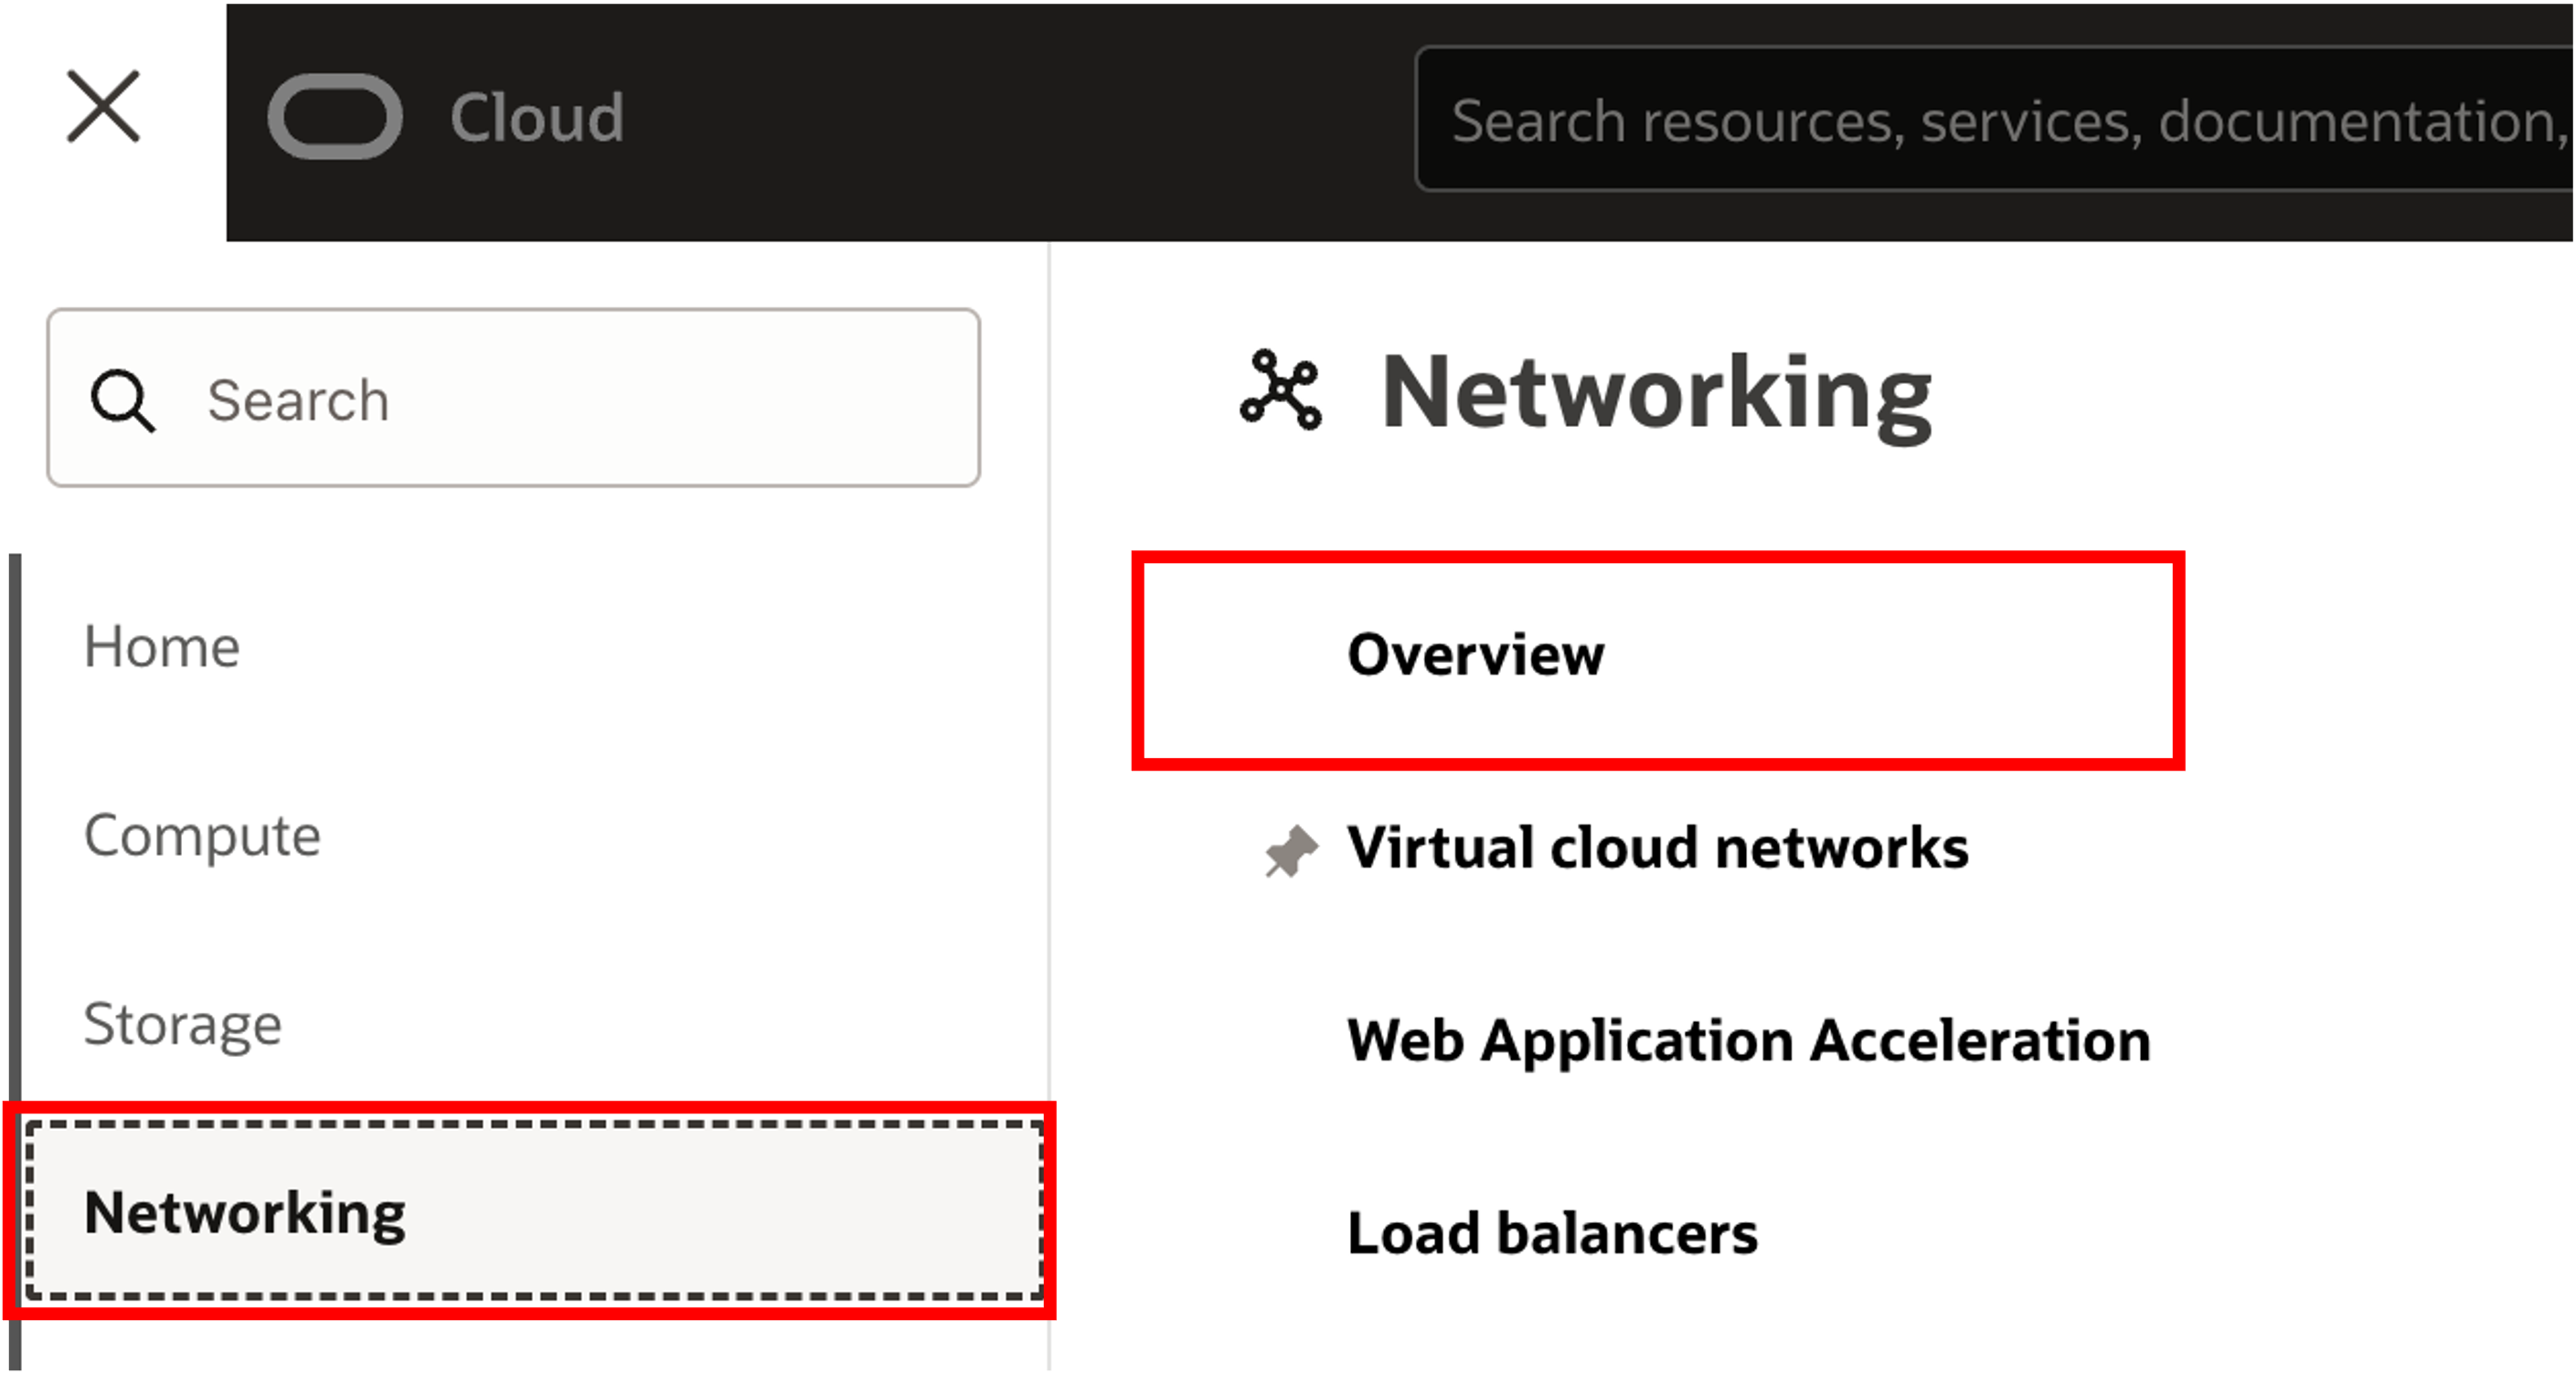 Cloud
Search resources, services, documentation,
Search
Home
Compute
Storage
Networking
Networking
Overview
Virtual cloud networks
Web Application Acceleration
Load balancers